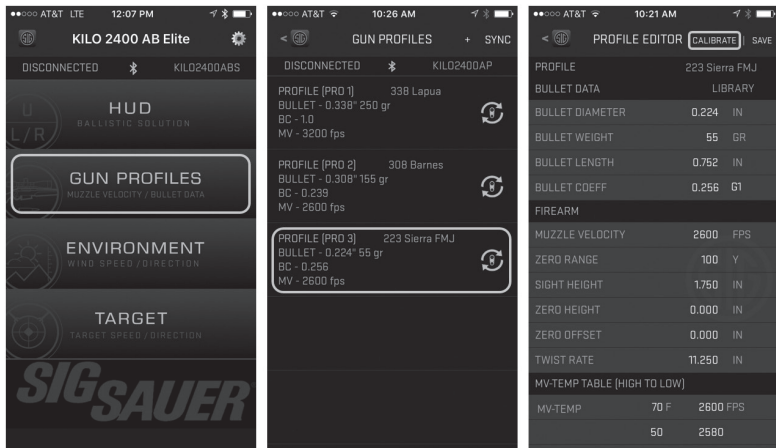 ●●○○○ AT&T LTE 12:07 PM
SIG KILO 2400 AB Elite
DISCONNECTED KILO2400ABS
U
L/R
HUD
BALLISTIC SOLUTION
GUN PROFILES
MUZZLE VELOCITY / BULLET DATA
ENVIRONMENT
WIND SPEED / DIRECTION
TARGET
TARGET SPEED / DIRECTION
SIG SAUER
●●○○○ AT&T 10:26 AM
< SIG GUN PROFILES + SYNC
DISCONNECTED KILO2400AP
PROFILE (PRO 1) 338 Lapua
BULLET - 0.338" 250 gr
BC - 1.0
MV - 3200 fps
PROFILE (PRO 2) 308 Barnes
BULLET - 0.308" 155 gr
BC - 0.239
MV - 2600 fps
PROFILE (PRO 3) 223 Sierra FMJ
BULLET - 0.224" 55 gr
BC - 0.256
MV - 2600 fps
●●○○○ AT&T 10:21 AM
< SIG PROFILE EDITOR CALIBRATE | SAVE
PROFILE 223 Sierra FMJ
BULLET DATA LIBRARY
BULLET DIAMETER 0.224 IN
BULLET WEIGHT 55 GR
BULLET LENGTH 0.752 IN
BULLET COEFF 0.256 G1
FIREARM
MUZZLE VELOCITY 2600 FPS
ZERO RANGE 100 Y
SIGHT HEIGHT 1.750 IN
ZERO HEIGHT 0.000 IN
ZERO OFFSET 0.000 IN
TWIST RATE 11.250 IN
MV-TEMP TABLE (HIGH TO LOW)
MV-TEMP 70 F 2600 FPS
50 2580